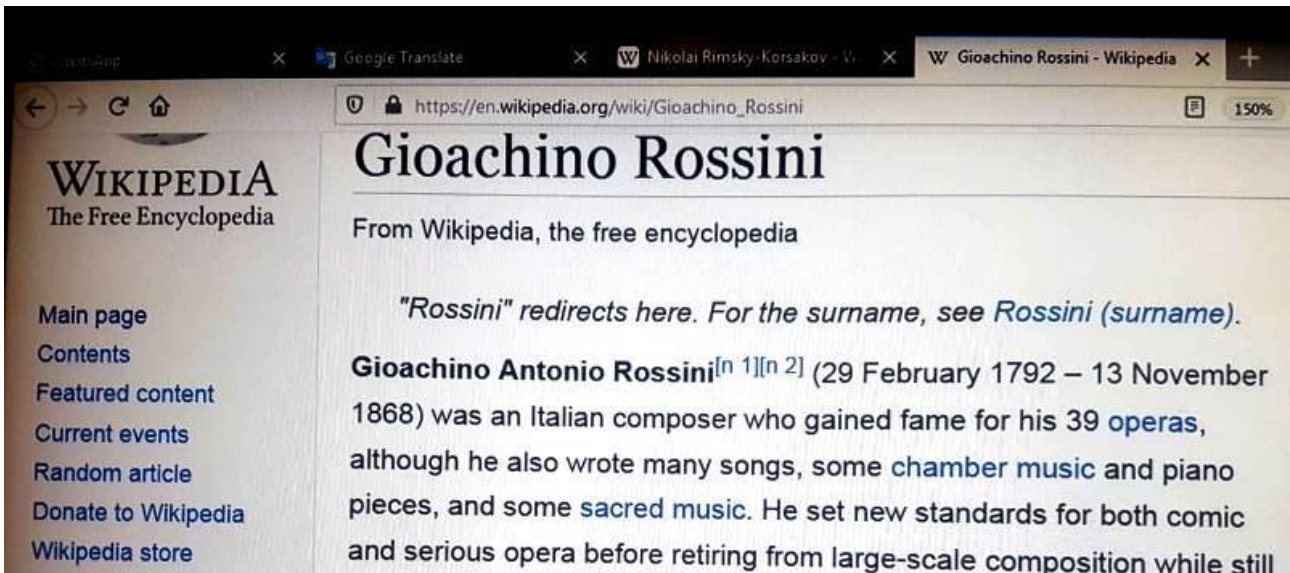 WhatsApp
Google Translate
Nikolai Rimsky-Korsakov - W
Gioachino Rossini - Wikipedia
https://en.wikipedia.org/wiki/Gioachino_Rossini
150%
WIKIPEDIA
The Free Encyclopedia
Main page
Contents
Featured content
Current events
Random article
Donate to Wikipedia
Wikipedia store
Gioachino Rossini
From Wikipedia, the free encyclopedia
"Rossini" redirects here. For the surname, see Rossini (surname).
Gioachino Antonio Rossini[n 1][n 2] (29 February 1792 – 13 November
1868) was an Italian composer who gained fame for his 39 operas,
although he also wrote many songs, some chamber music and piano
pieces, and some sacred music. He set new standards for both comic
and serious opera before retiring from large-scale composition while still